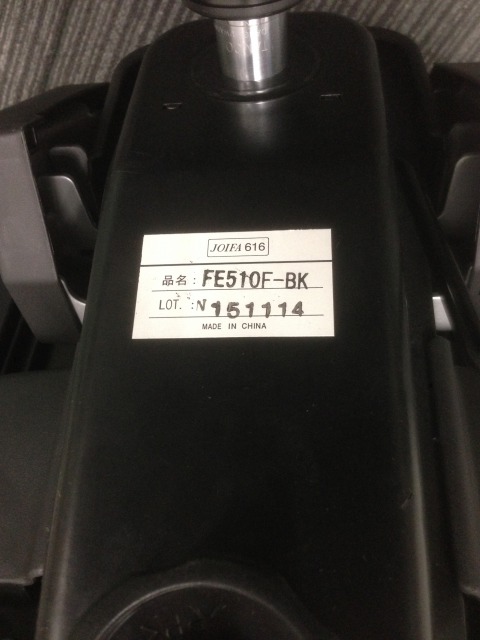 JOIFA 616
品名: FE510F-BK
LOT. :N 151114
MADE IN CHINA